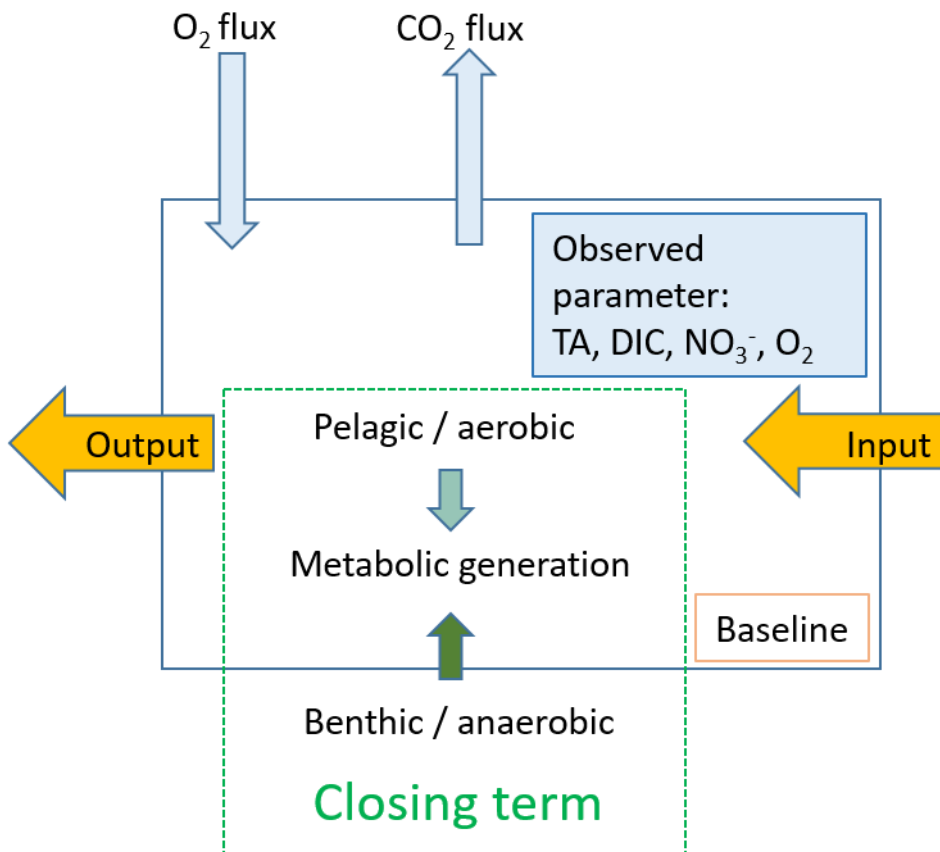 O₂ flux
CO₂ flux
Observed
parameter:
TA, DIC, NO₃⁻, O₂
Pelagic / aerobic
Output
Input
Metabolic generation
Baseline
Benthic / anaerobic
Closing term